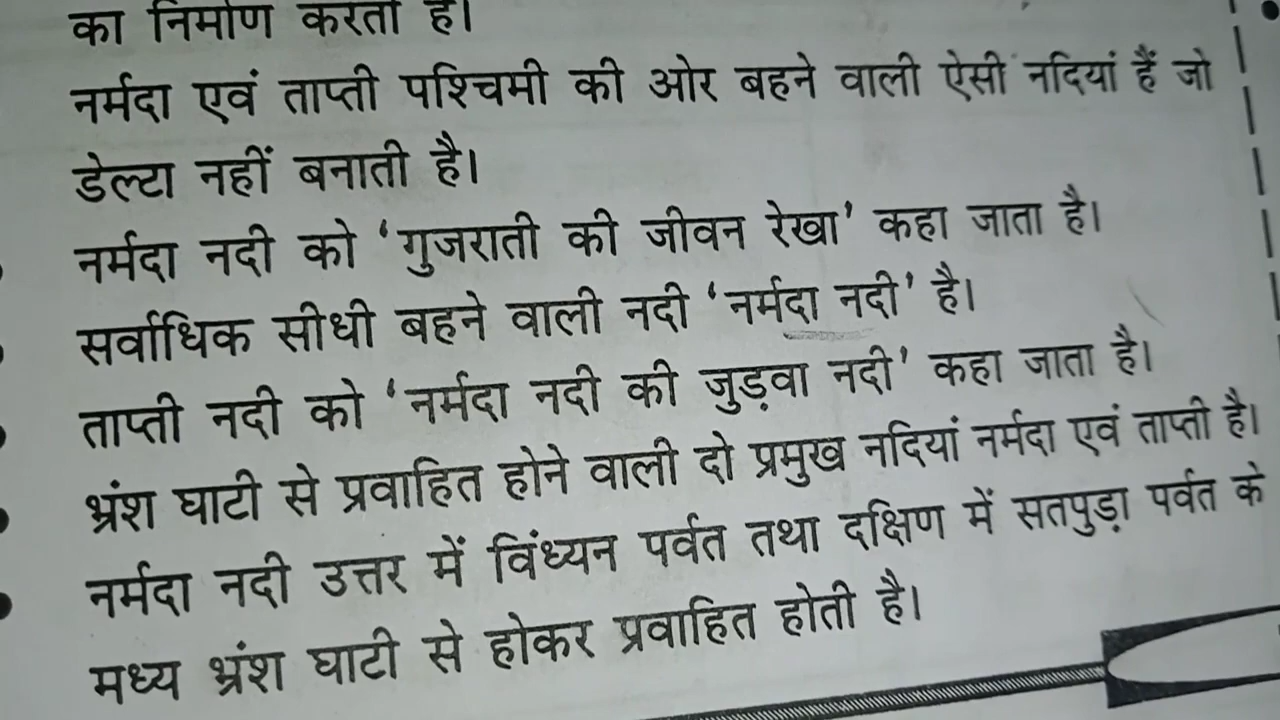 का निर्माण करता है।
नर्मदा एवं ताप्ती पश्चिमी की ओर बहने वाली ऐसी नदियां हैं जो
डेल्टा नहीं बनाती है।
नर्मदा नदी को ‘गुजराती की जीवन रेखा’ कहा जाता है।
सर्वाधिक सीधी बहने वाली नदी ‘नर्मदा नदी’ है।
ताप्ती नदी को ‘नर्मदा नदी की जुड़वा नदी’ कहा जाता है।
भ्रंश घाटी से प्रवाहित होने वाली दो प्रमुख नदियां नर्मदा एवं ताप्ती है।
नर्मदा नदी उत्तर में विंध्यन पर्वत तथा दक्षिण में सतपुड़ा पर्वत के
मध्य भ्रंश घाटी से होकर प्रवाहित होती है।